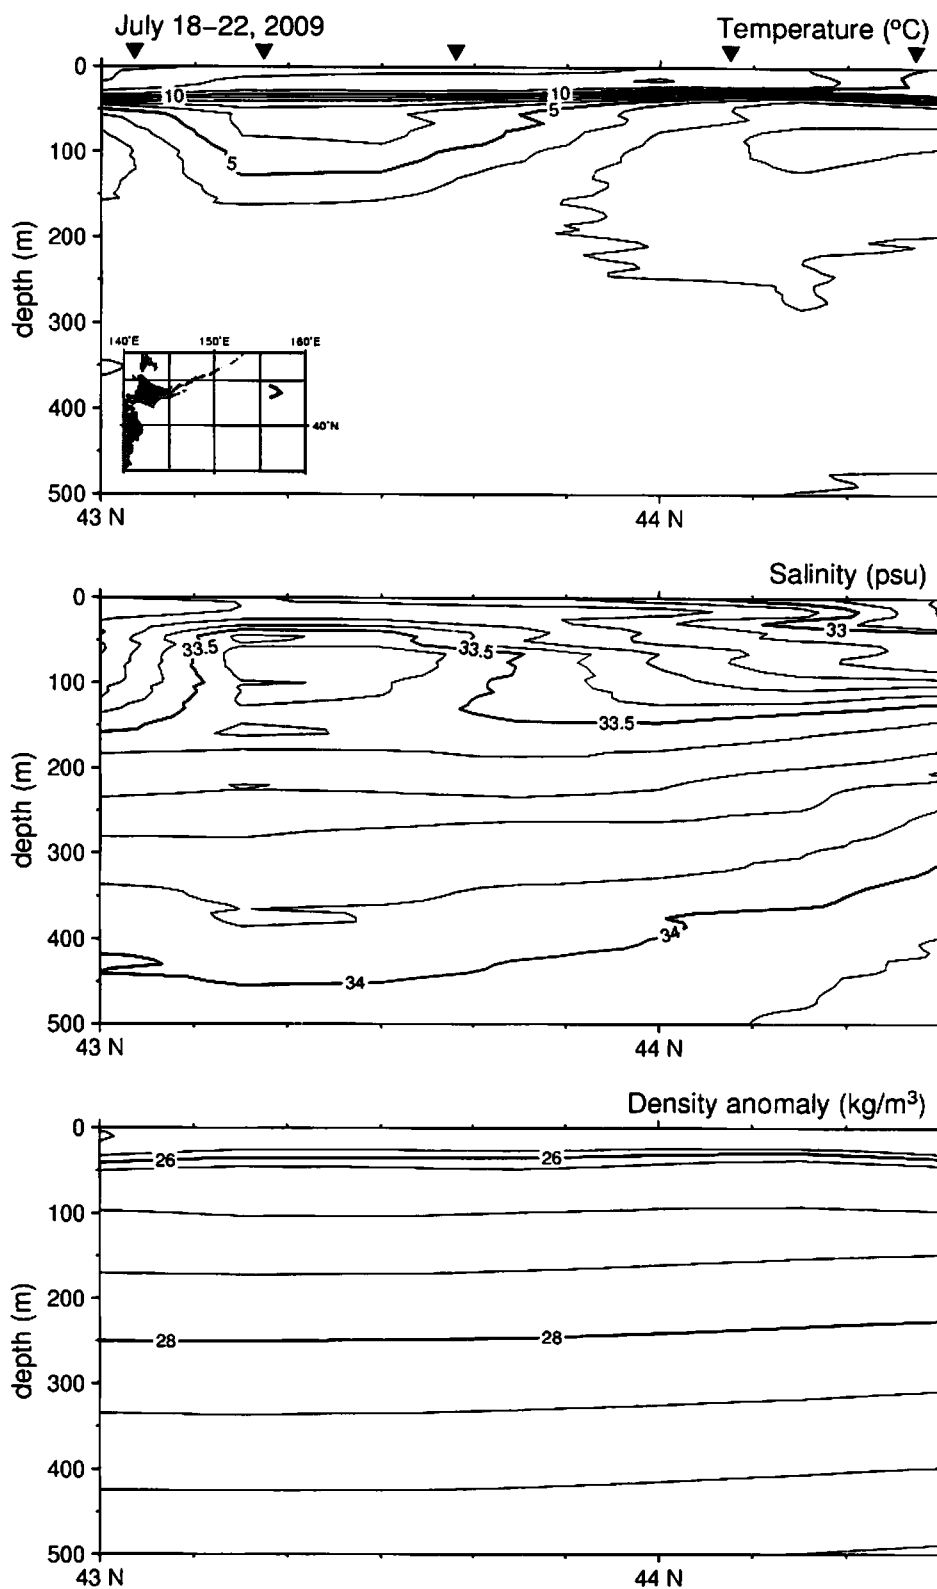 July 18–22, 2009
Temperature (ºC)
0
10
10
5
100
5
200
depth (m)
300
140˚E
150˚E
160˚E
400
40˚N
500
43 N
44 N
Salinity (psu)
0
33
33.5
33.5
100
33.5
200
depth (m)
300
400
34
34
500
43 N
44 N
Density anomaly (kg/m³)
0
26
26
100
200
28
28
depth (m)
300
400
500
43 N
44 N